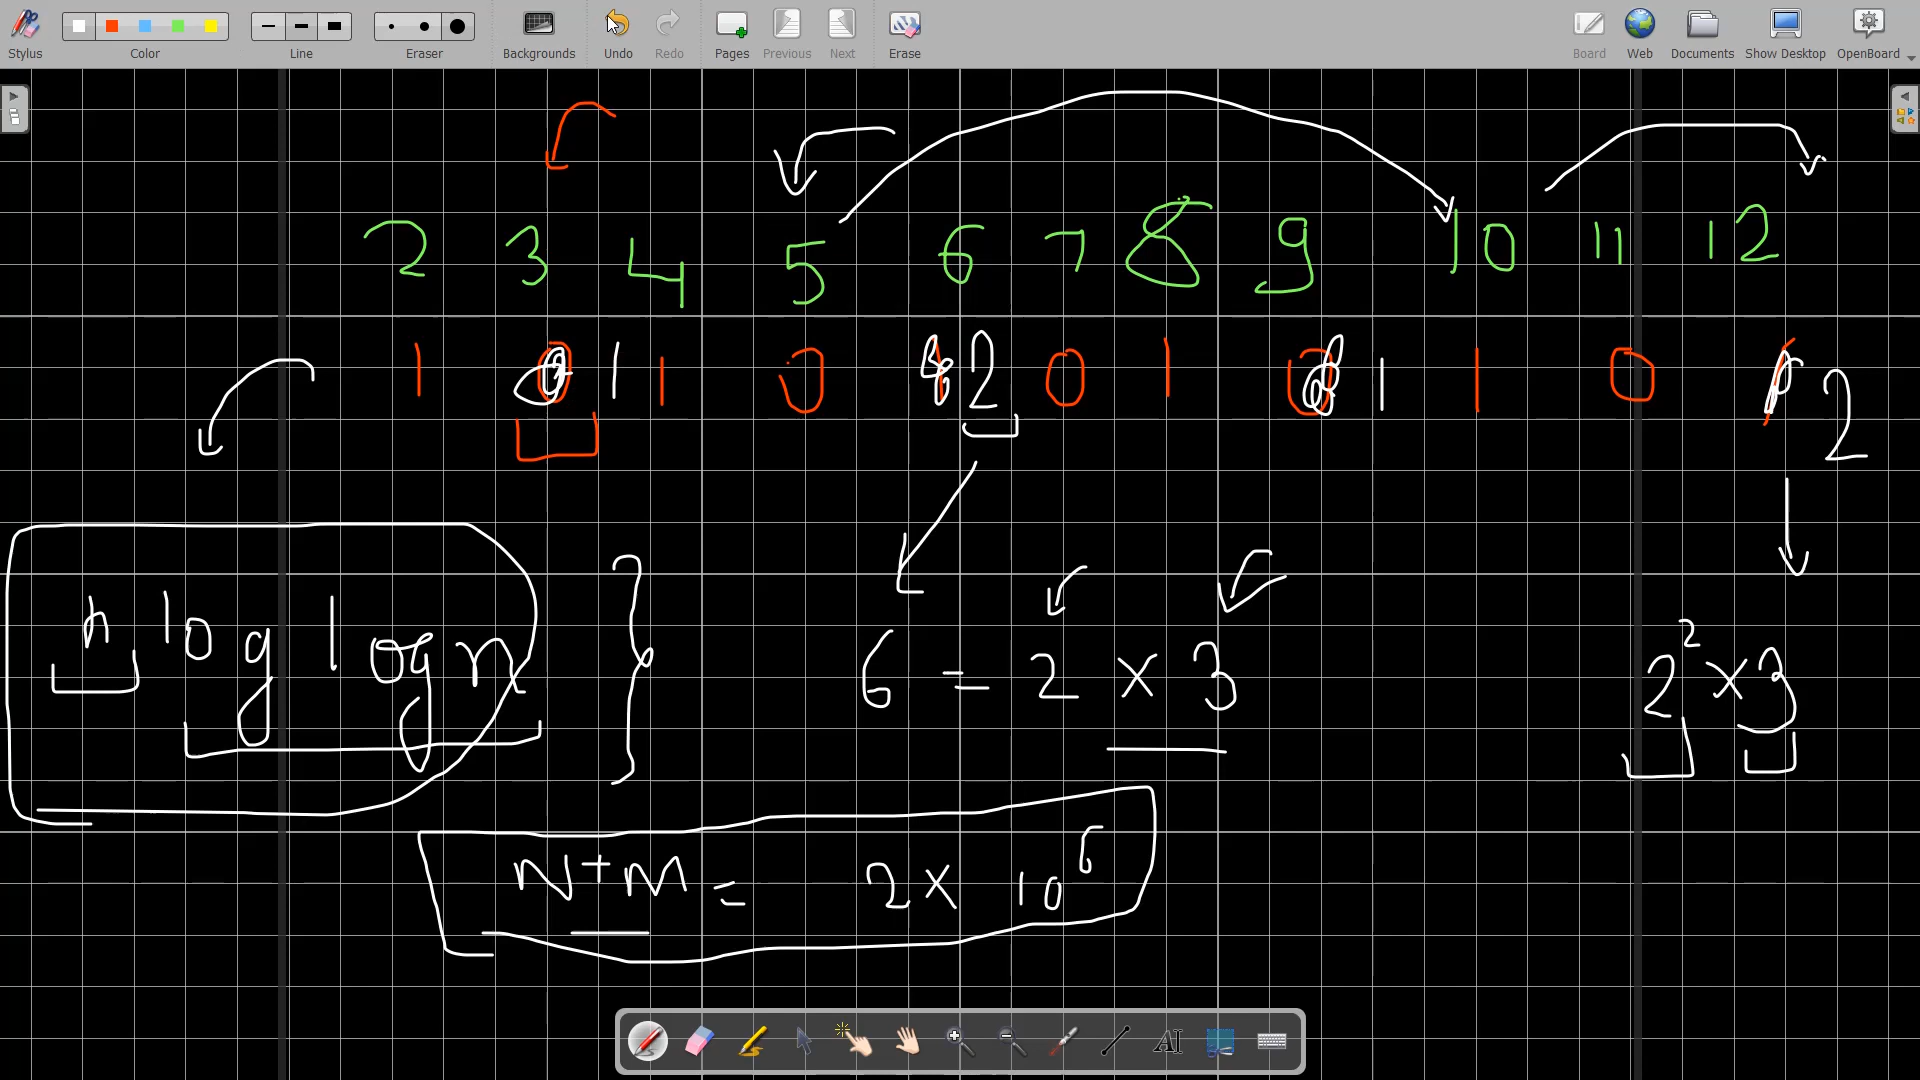 Stylus Color Line Eraser Backgrounds Undo Redo Pages Previous Next Erase Board Web Documents Show Desktop OpenBoard
2 3 4 5 6 7 8 9 10 11 12
1 1 1 0 2 0 1 1 1 0 2
n log log n
6 = 2 × 3
2² × 3
N+M = 2 × 10⁶
AI